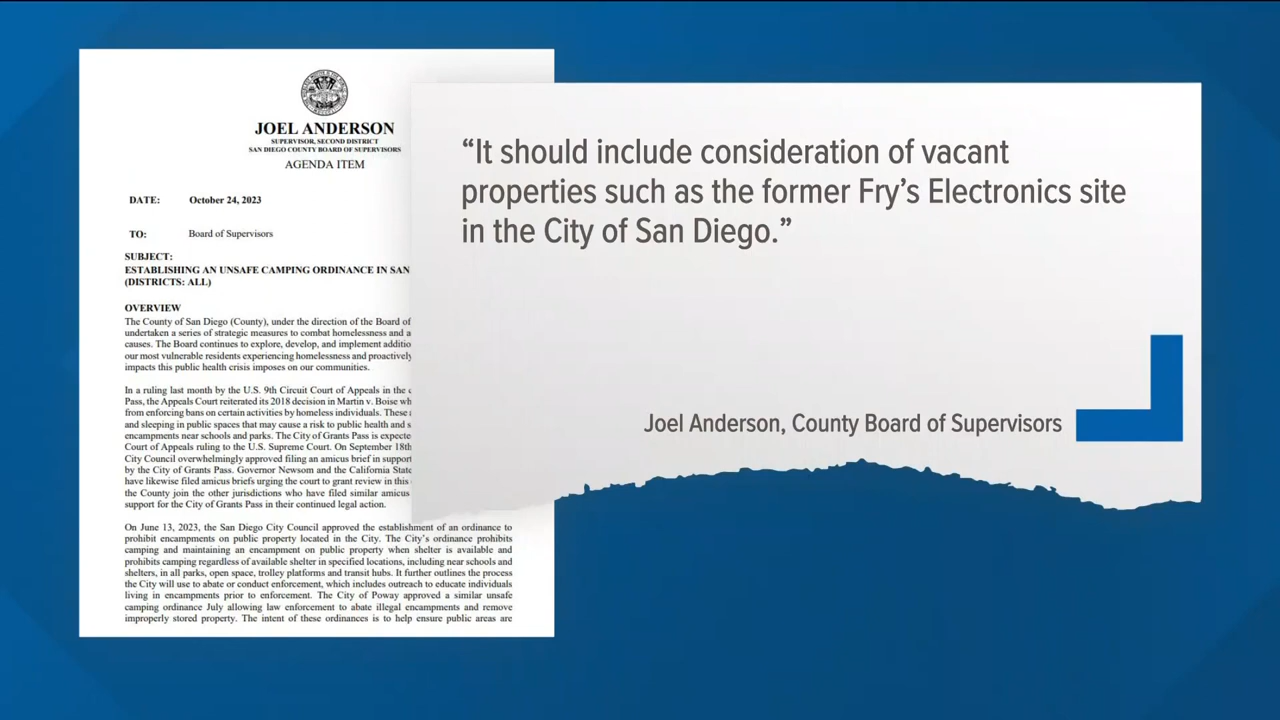 JOEL ANDERSON
SUPERVISOR, SECOND DISTRICT
SAN DIEGO COUNTY BOARD OF SUPERVISORS
AGENDA ITEM
DATE: October 24, 2023
TO: Board of Supervisors
SUBJECT:
ESTABLISHING AN UNSAFE CAMPING ORDINANCE IN SAN
(DISTRICTS: ALL)
OVERVIEW
The County of San Diego (County), under the direction of the Board of
undertaken a series of strategic measures to combat homelessness and a
causes. The Board continues to explore, develop, and implement additio
our most vulnerable residents experiencing homelessness and proactively
impacts this public health crisis imposes on our communities.
In a ruling last month by the U.S. 9th Circuit Court of Appeals in the c
Pass, the Appeals Court reiterated its 2018 decision in Martin v. Boise wh
from enforcing bans on certain activities by homeless individuals. These
and sleeping in public spaces that may cause a risk to public health and s
encampments near schools and parks. The City of Grants Pass is expecte
Court of Appeals ruling to the U.S. Supreme Court. On September 18th
City Council overwhelmingly approved filing an amicus brief in support
by the City of Grants Pass. Governor Newsom and the California State
have likewise filed amicus briefs urging the court to grant review in this
the County join the other jurisdictions who have filed similar amicus
support for the City of Grants Pass in their continued legal action.
On June 13, 2023, the San Diego City Council approved the establishment of an ordinance to
prohibit encampments on public property located in the City. The City's ordinance prohibits
camping and maintaining an encampment on public property when shelter is available and
prohibits camping regardless of available shelter in specified locations, including near schools and
shelters, in all parks, open space, trolley platforms and transit hubs. It further outlines the process
the City will use to abate or conduct enforcement, which includes outreach to educate individuals
living in encampments prior to enforcement. The City of Poway approved a similar unsafe
camping ordinance July allowing law enforcement to abate illegal encampments and remove
improperly stored property. The intent of these ordinances is to help ensure public areas are
“It should include consideration of vacant
properties such as the former Fry’s Electronics site
in the City of San Diego.”
Joel Anderson, County Board of Supervisors